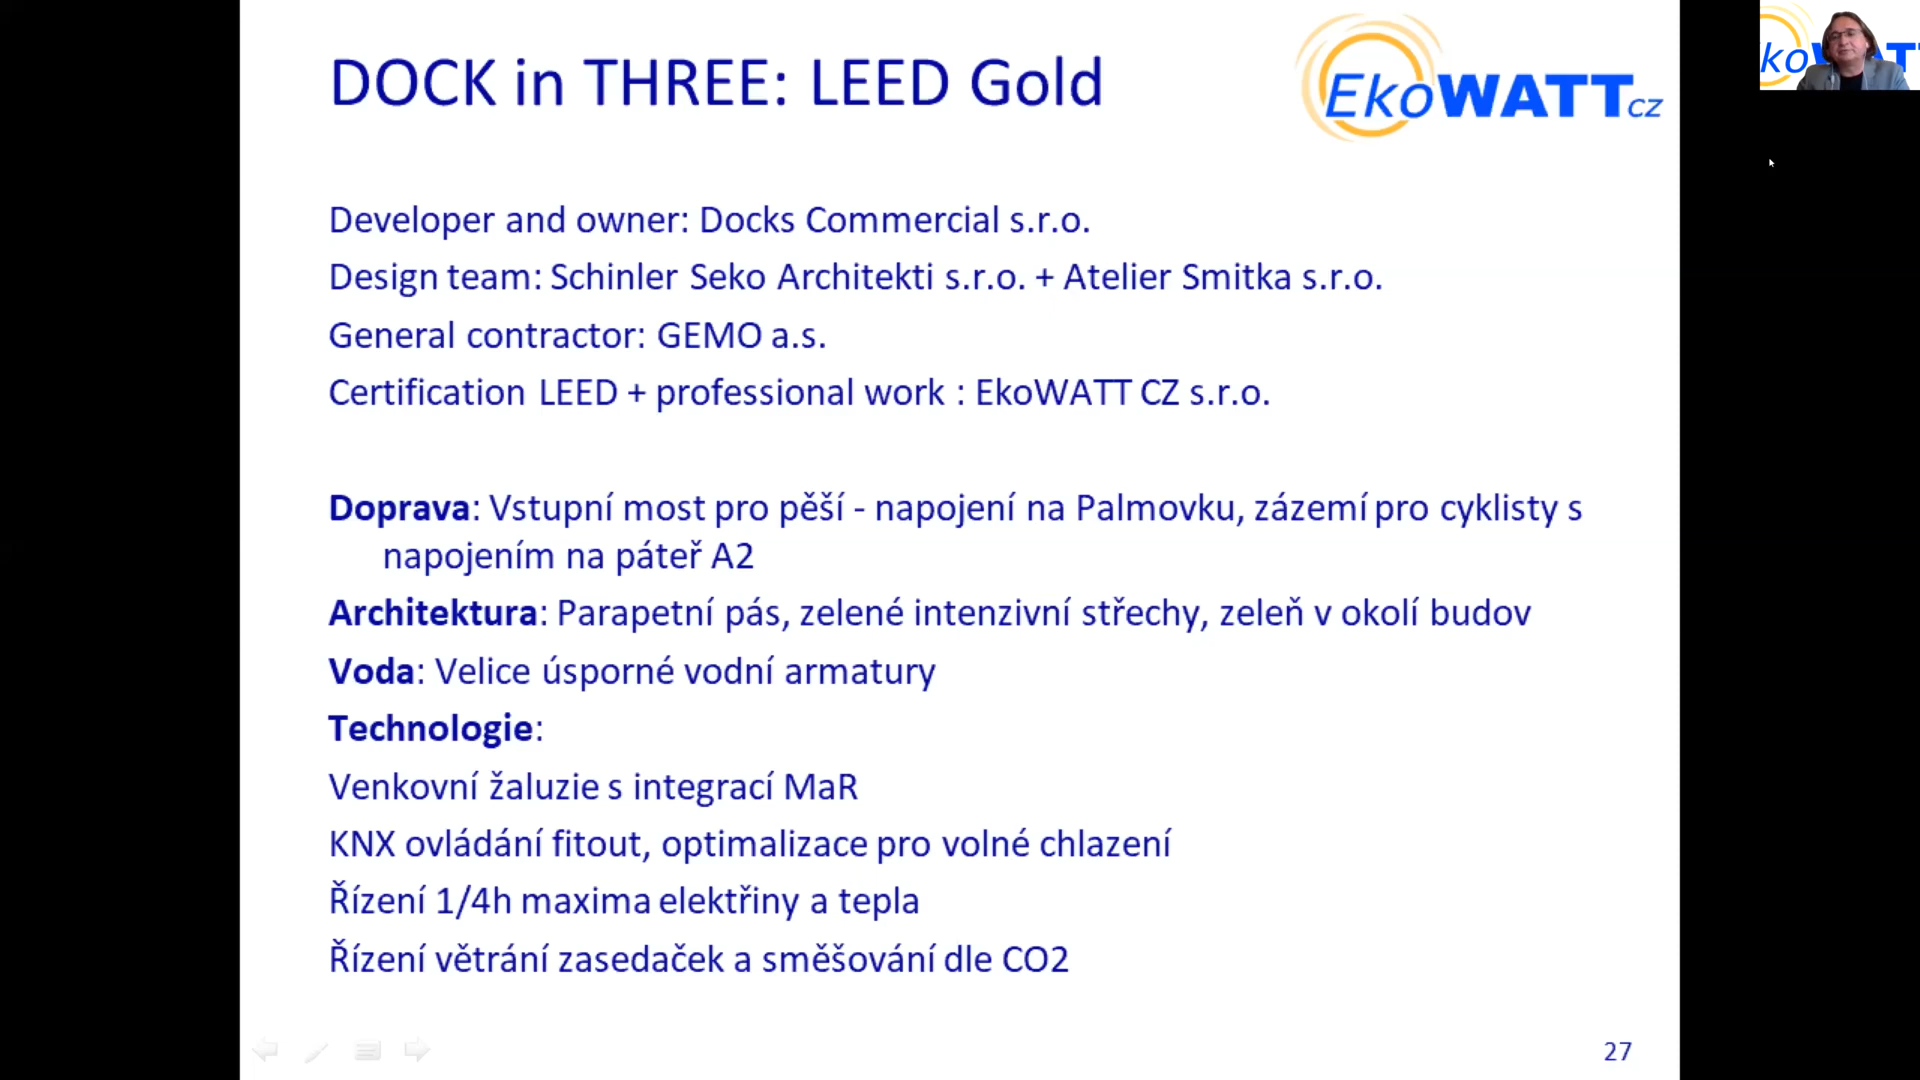 DOCK in THREE: LEED Gold
EkoWATT CZ
ko
Developer and owner: Docks Commercial s.r.o.
Design team: Schinler Seko Architekti s.r.o. + Atelier Smitka s.r.o.
General contractor: GEMO a.s.
Certification LEED + professional work : EkoWATT CZ s.r.o.
Doprava: Vstupní most pro pěší - napojení na Palmovku, zázemí pro cyklisty s
napojením na páteř A2
Architektura: Parapetní pás, zelené intenzivní střechy, zeleň v okolí budov
Voda: Velice úsporné vodní armatury
Technologie:
Venkovní žaluzie s integrací MaR
KNX ovládání fitout, optimalizace pro volné chlazení
Řízení 1/4h maxima elektřiny a tepla
Řízení větrání zasedaček a směšování dle CO2
27